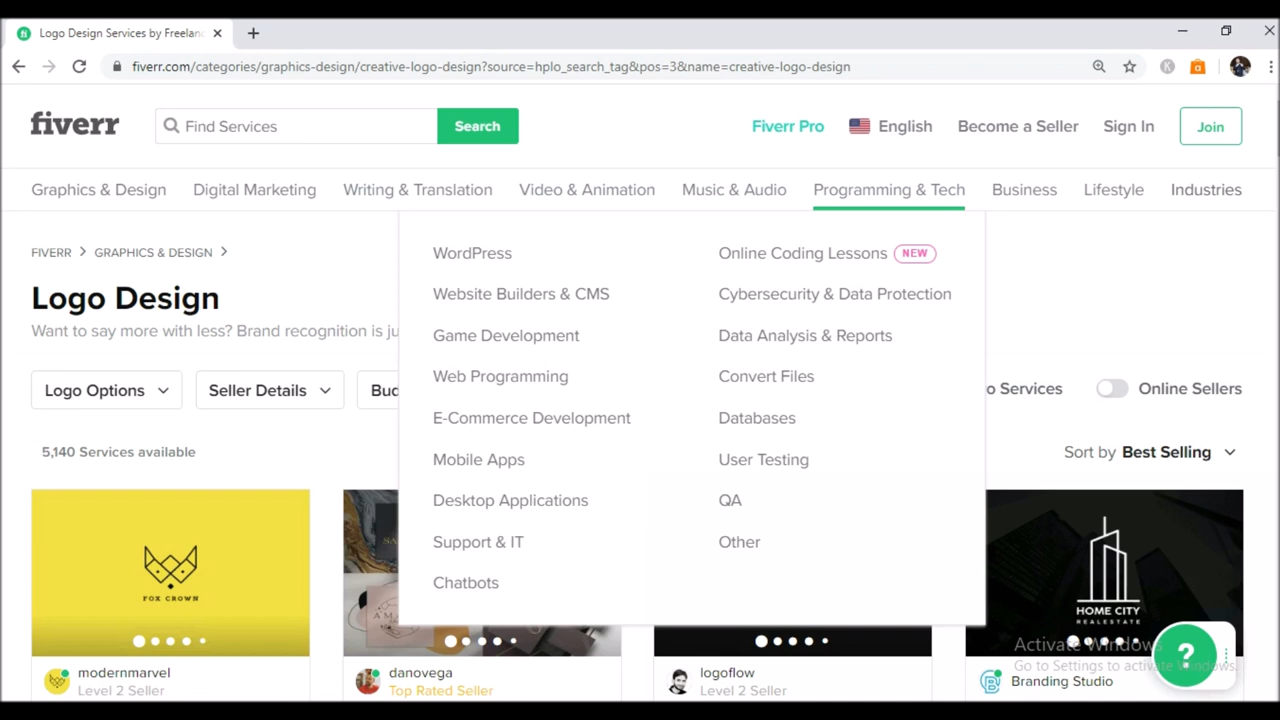 Logo Design Services by Freelanc
fiverr.com/categories/graphics-design/creative-logo-design?source=hplo_search_tag&pos=3&name=creative-logo-design
fiverr
Find Services
Search
Fiverr Pro
English
Become a Seller
Sign In
Join
Graphics & Design
Digital Marketing
Writing & Translation
Video & Animation
Music & Audio
Programming & Tech
Business
Lifestyle
Industries
FIVERR
GRAPHICS & DESIGN
Logo Design
Want to say more with less? Brand recognition is ju
WordPress
Website Builders & CMS
Game Development
Web Programming
E-Commerce Development
Mobile Apps
Desktop Applications
Support & IT
Chatbots
Online Coding Lessons NEW
Cybersecurity & Data Protection
Data Analysis & Reports
Convert Files
Databases
User Testing
QA
Other
Logo Options
Seller Details
Bud
o Services
Online Sellers
5,140 Services available
Sort by Best Selling
FOX CROWN
HOME CITY
REALESTATE
modernmarvel
Level 2 Seller
danovega
Top Rated Seller
logoflow
Level 2 Seller
Branding Studio
Activate Windows
Go to Settings to activate Windows.
?